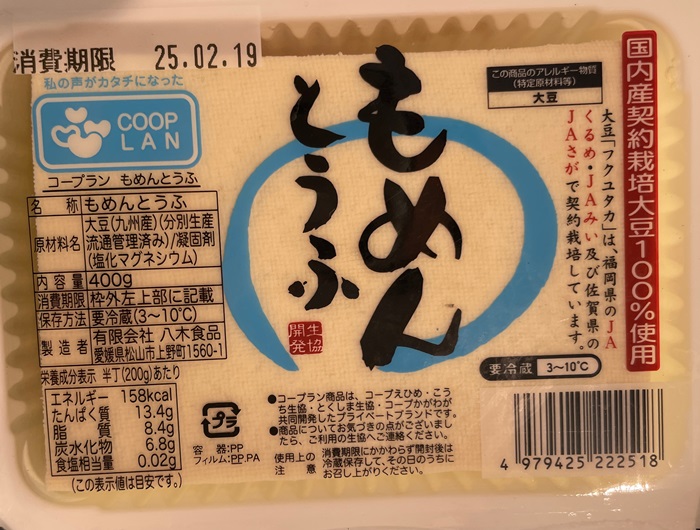 消費期限 25.02.19
私の声がカタチになった
COOP
LAN
コープラン もめんとうふ
名称 もめんとうふ
原材料名 大豆(九州産)(分別生産
流通管理済み)/凝固剤
(塩化マグネシウム)
内容量 400g
消費期限 枠外左上部に記載
保存方法 要冷蔵(3～10℃)
製造者 有限会社 八木食品
愛媛県松山市上野町1560-1
栄養成分表示 半丁(200g)あたり
エネルギー 158kcal
たんぱく質 13.4g
脂質 8.4g
炭水化物 6.8g
食塩相当量 0.02g
(この表示値は目安です。)
もめん
とうふ
生協
開発
プラ
容器:PP
フィルム:PP.PA
●コープラン商品は、コープえひめ・こう
ち生協・とくしま生協・コープかがわが
共同開発したプライベートブランドです。
●商品についてお気づきの点がございまし
たら、ご利用の生協へご連絡ください。
使用上の注意 消費期限にかかわらず開封後は
冷蔵保存して、その日のうちに
お召し上がりください。
この商品のアレルギー物質
(特定原材料等)
大豆
国内産契約栽培大豆100%使用
大豆「フクユタカ」は、福岡県のJA
くるめ・JAみい及び佐賀県の
JAさがで契約栽培しています。
要冷蔵 3～10℃
4 979425 222518